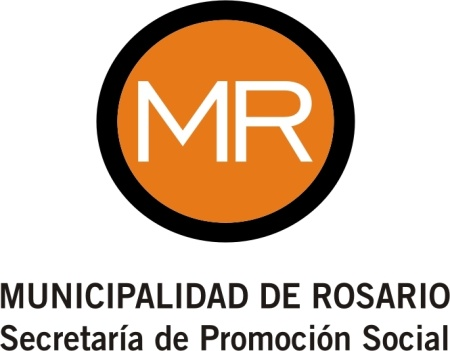 MR
MUNICIPALIDAD DE ROSARIO
Secretaría de Promoción Social